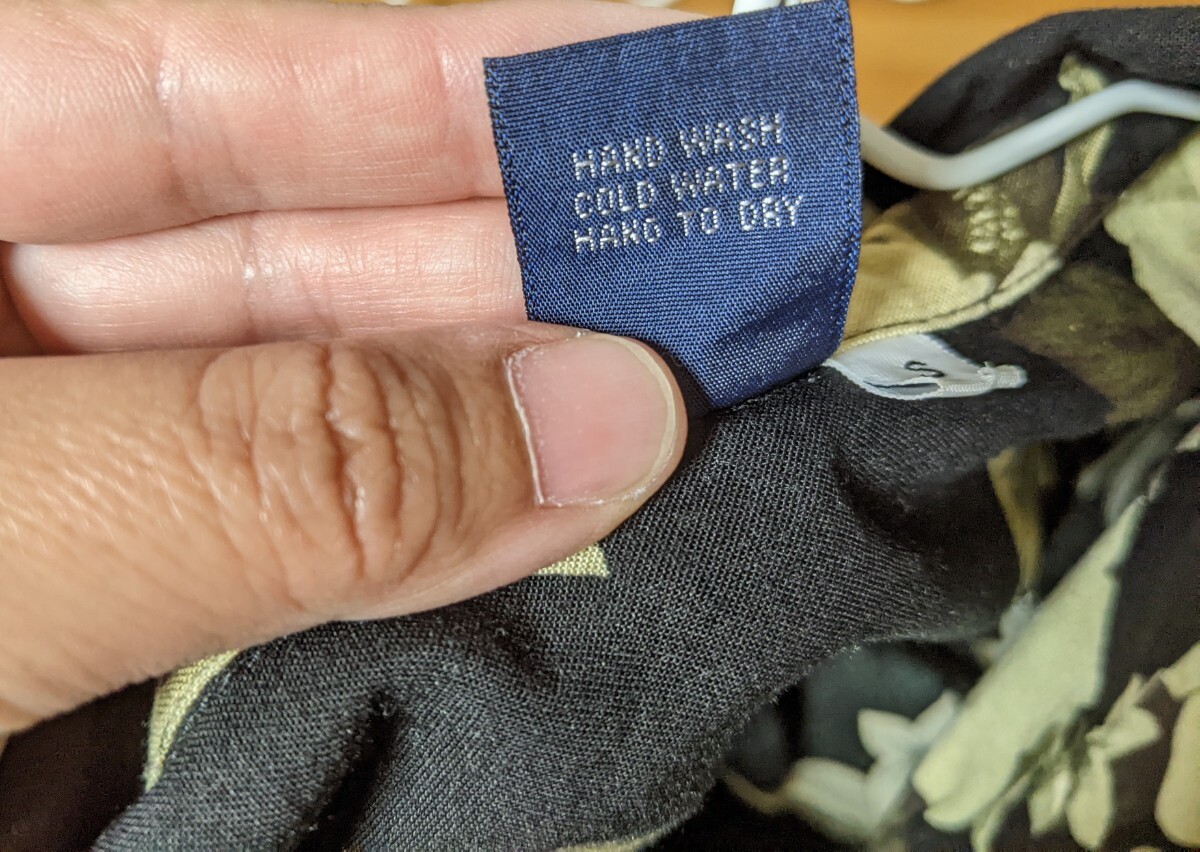 HAND WASH
COLD WATER
HANG TO DRY
S